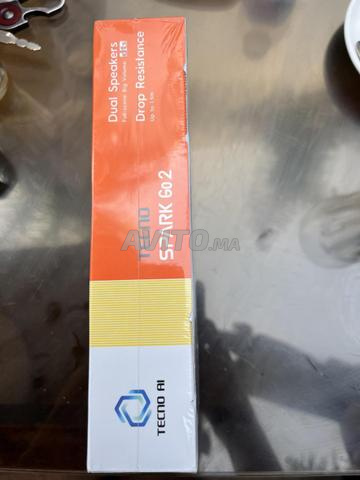 Dual Speakers
Drop Resistance
TECNO
SPARK Go 2
TECNO AI
AVITO.ma